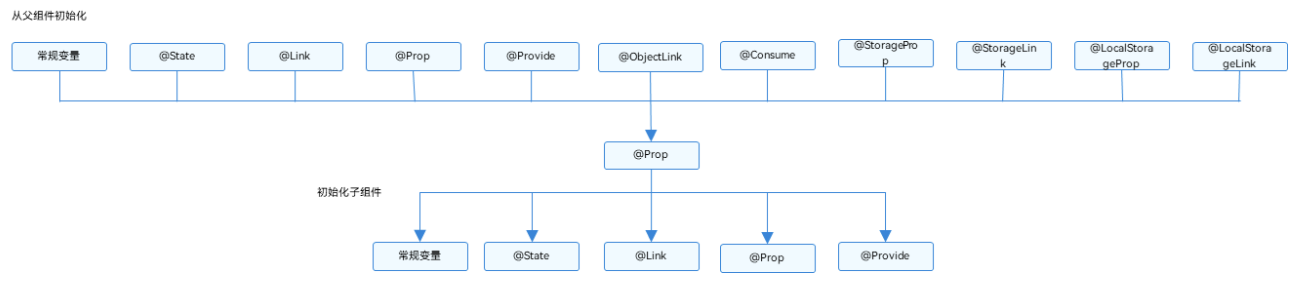 从父组件初始化
常规变量
@State
@Link
@Prop
@Provide
@ObjectLink
@Consume
@StoragePro
p
@StorageLin
k
@LocalStora
geProp
@LocalStora
geLink
@Prop
初始化子组件
常规变量
@State
@Link
@Prop
@Provide